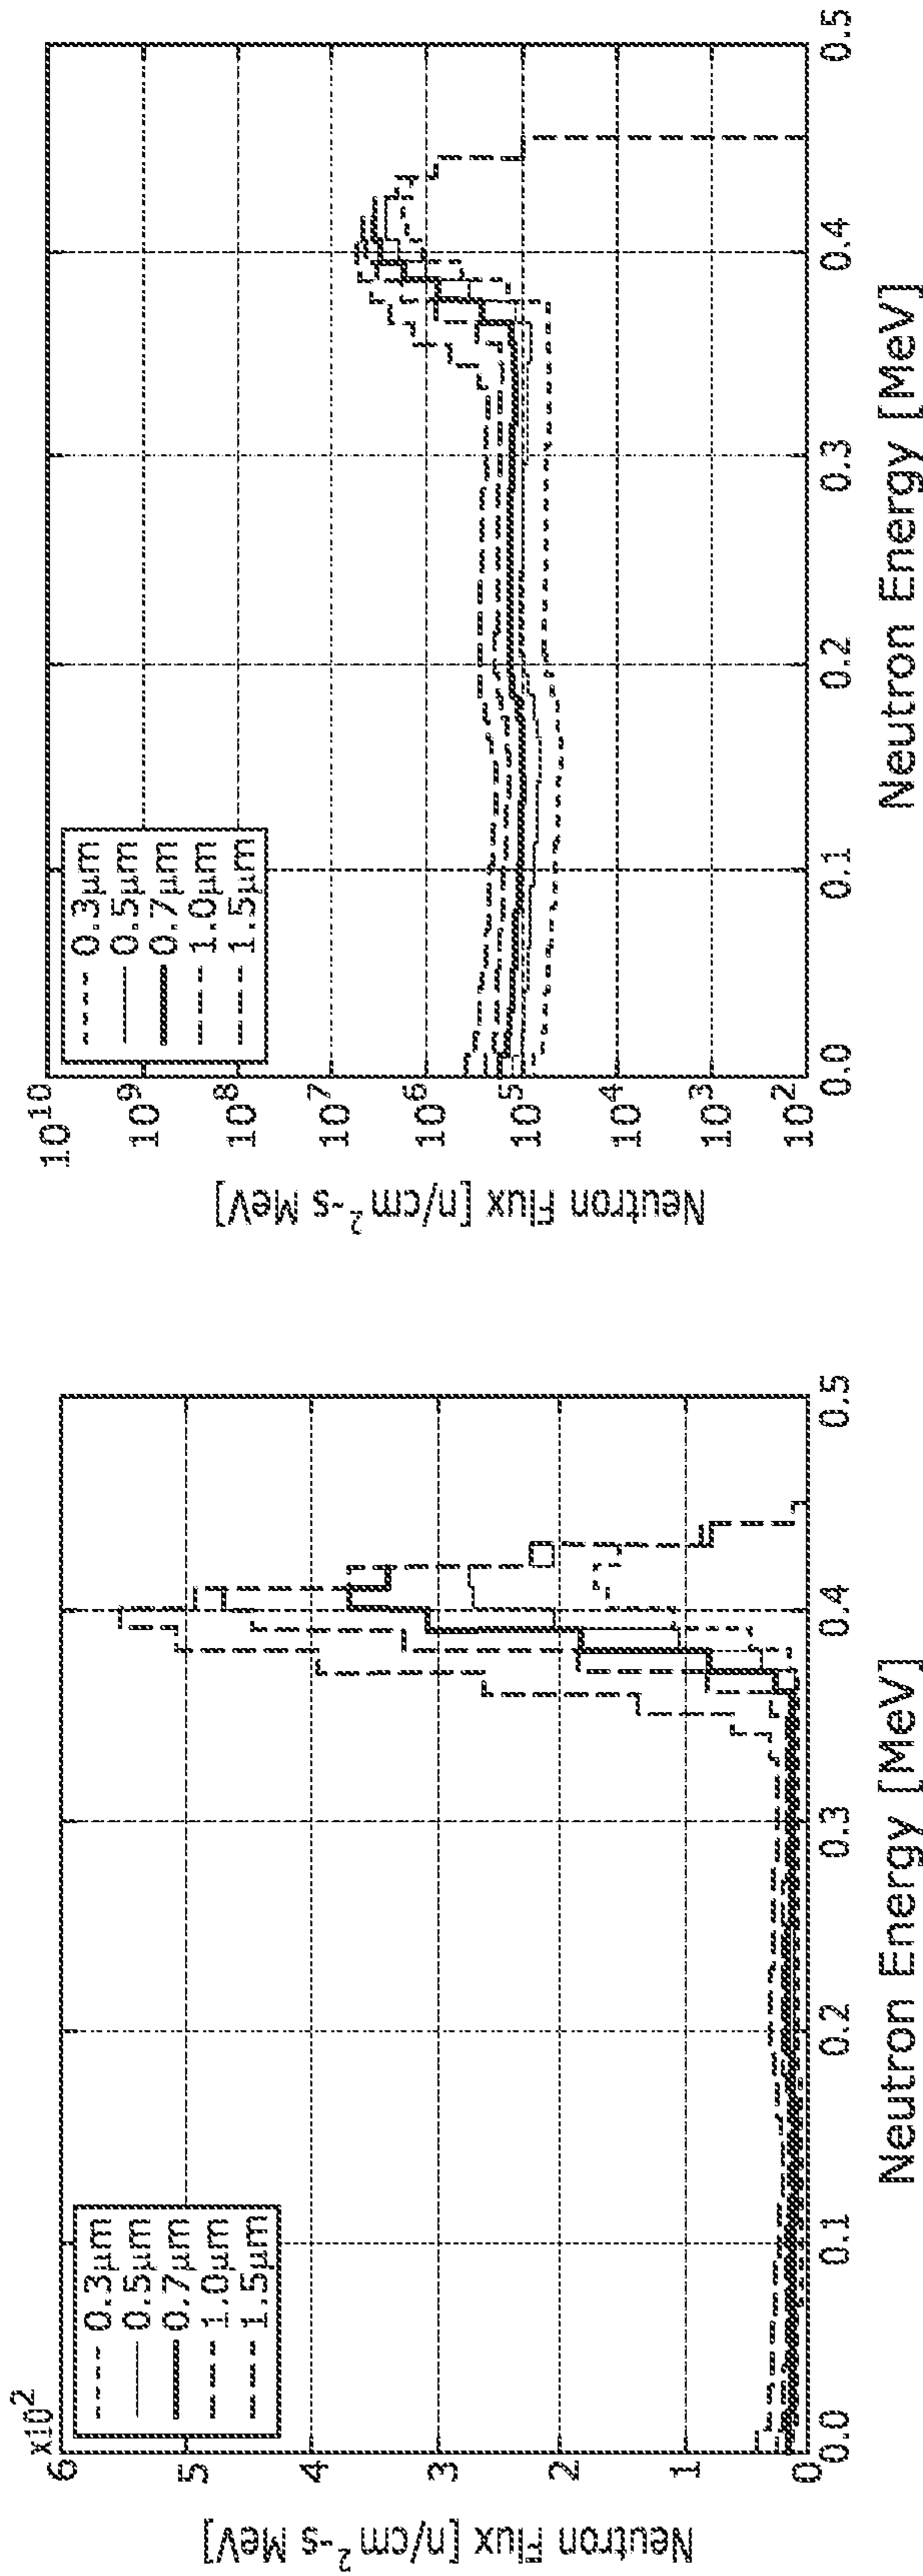 x10²
6
5
4
3
2
1
0
Neutron Flux [n/cm²-s MeV]
0.3µm
0.5µm
0.7µm
1.0µm
1.5µm
0.0
0.1
0.2
0.3
0.4
0.5
Neutron Energy [MeV]
10¹⁰
10⁹
10⁸
10⁷
10⁶
10⁵
10⁴
10³
10²
Neutron Flux [n/cm²-s MeV]
0.3µm
0.5µm
0.7µm
1.0µm
1.5µm
0.0
0.1
0.2
0.3
0.4
0.5
Neutron Energy [MeV]